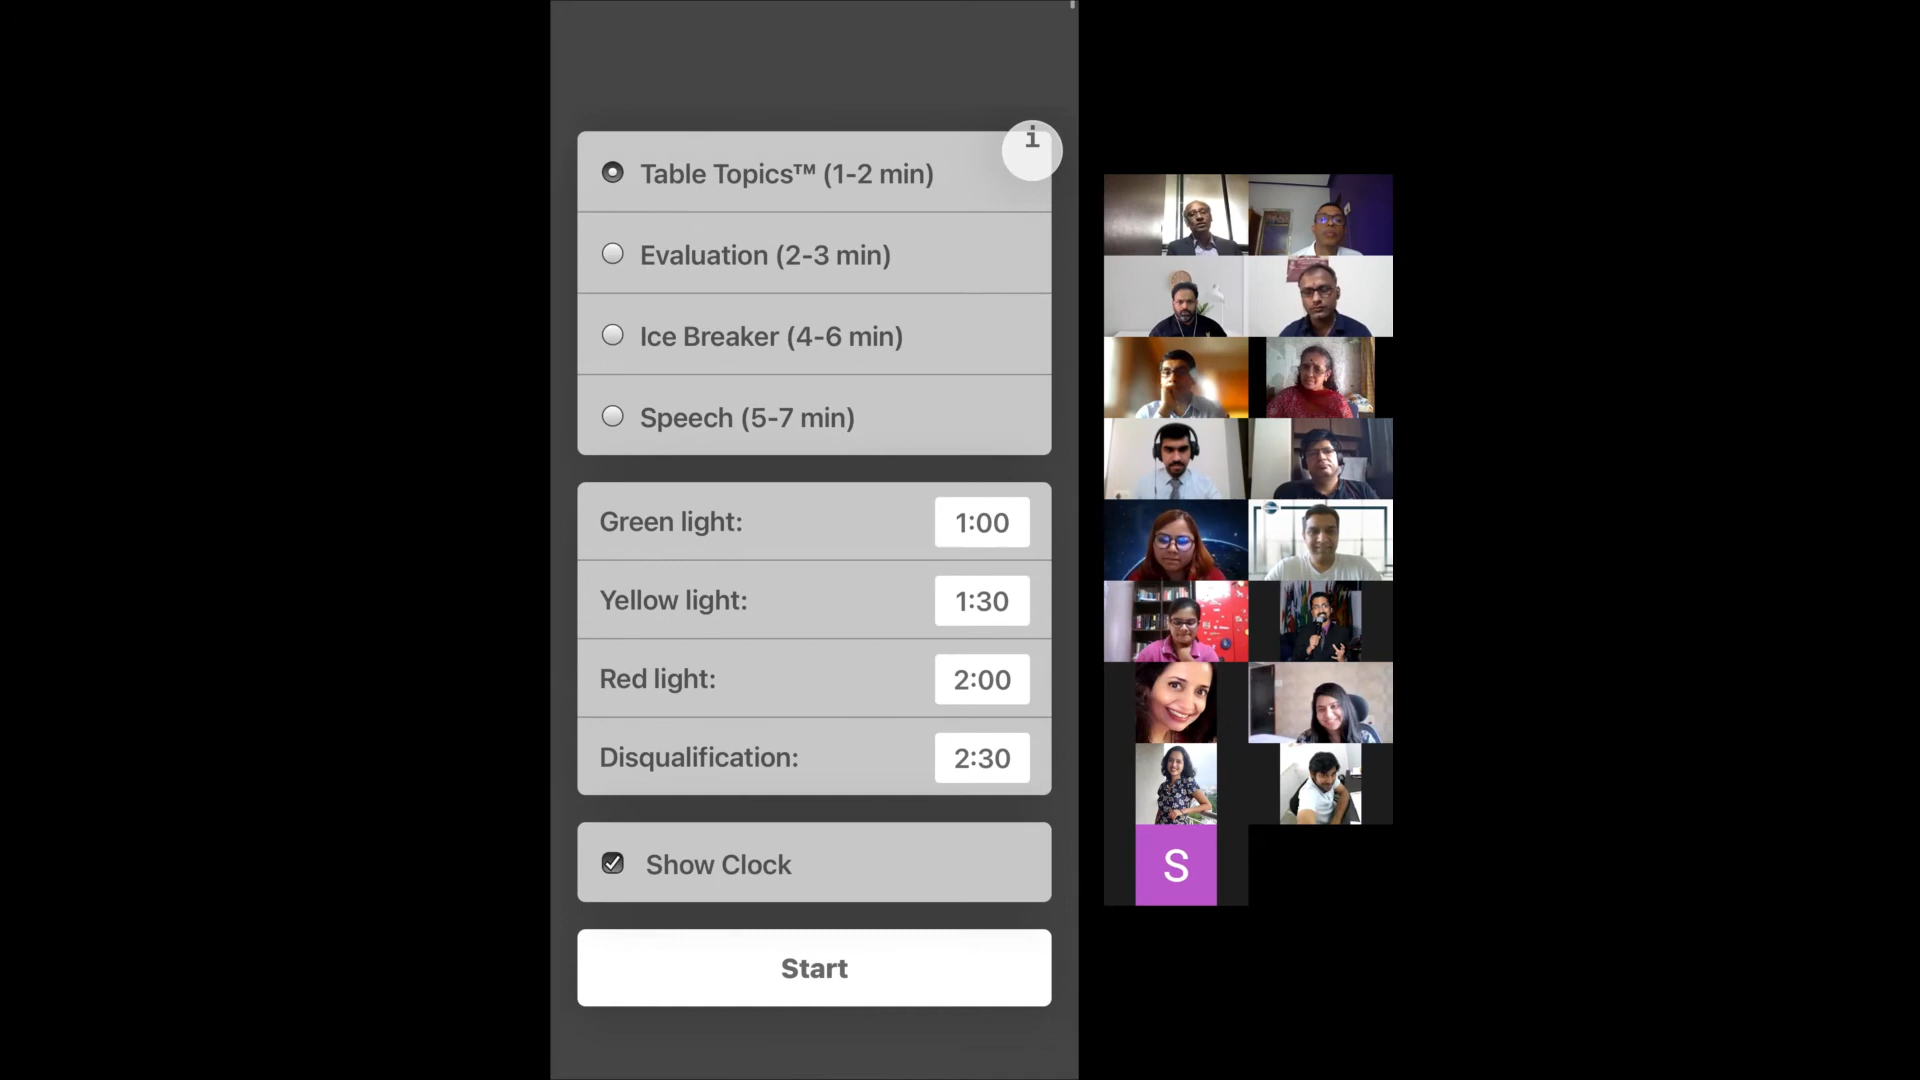 i
Table Topics™ (1-2 min)
Evaluation (2-3 min)
Ice Breaker (4-6 min)
Speech (5-7 min)
Green light: 1:00
Yellow light: 1:30
Red light: 2:00
Disqualification: 2:30
Show Clock
Start
S